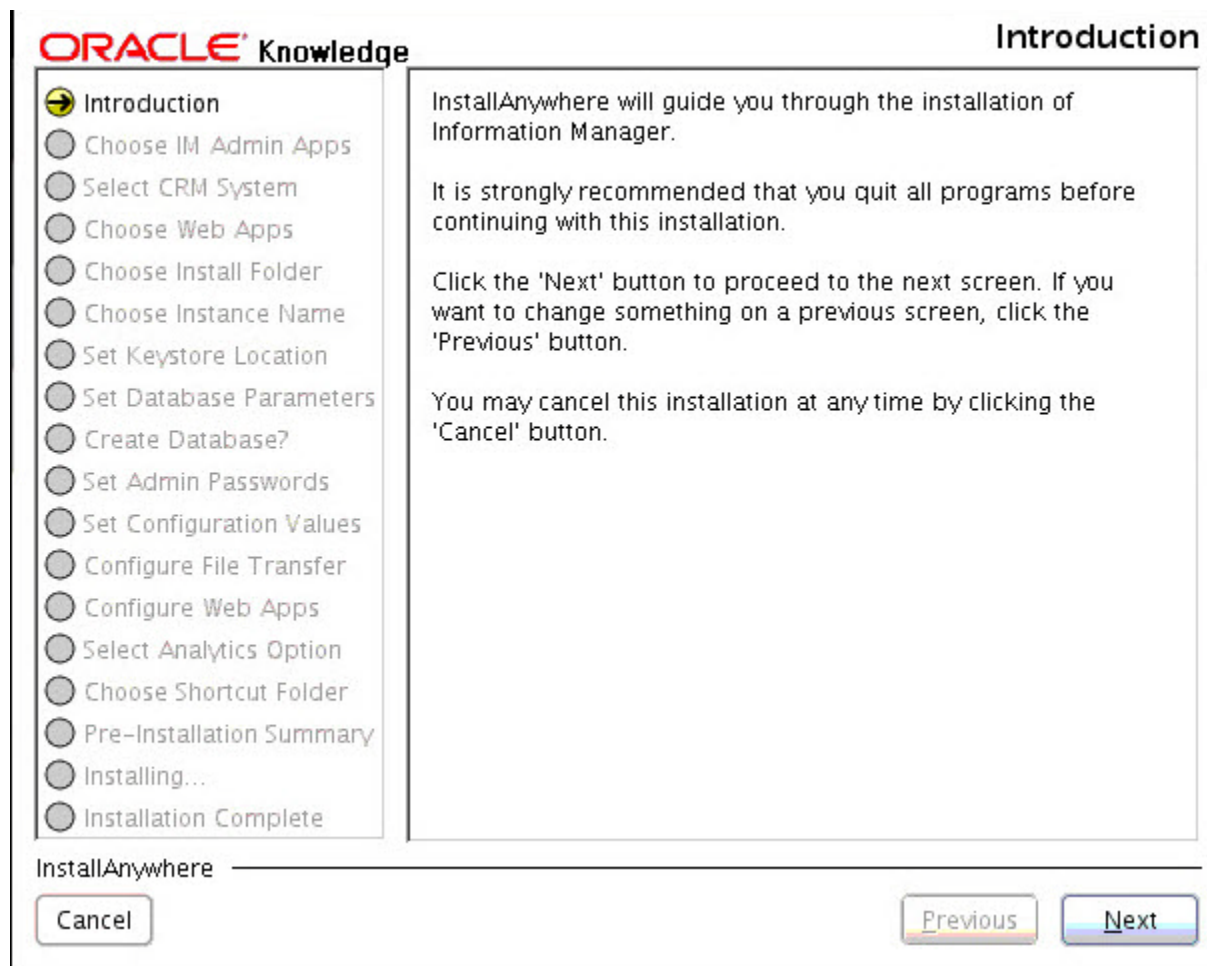 ORACLE Knowledge
Introduction
Introduction
Choose IM Admin Apps
Select CRM System
Choose Web Apps
Choose Install Folder
Choose Instance Name
Set Keystore Location
Set Database Parameters
Create Database?
Set Admin Passwords
Set Configuration Values
Configure File Transfer
Configure Web Apps
Select Analytics Option
Choose Shortcut Folder
Pre-Installation Summary
Installing...
Installation Complete
InstallAnywhere will guide you through the installation of
Information Manager.
It is strongly recommended that you quit all programs before
continuing with this installation.
Click the 'Next' button to proceed to the next screen. If you
want to change something on a previous screen, click the
'Previous' button.
You may cancel this installation at any time by clicking the
'Cancel' button.
InstallAnywhere
Cancel
Previous
Next